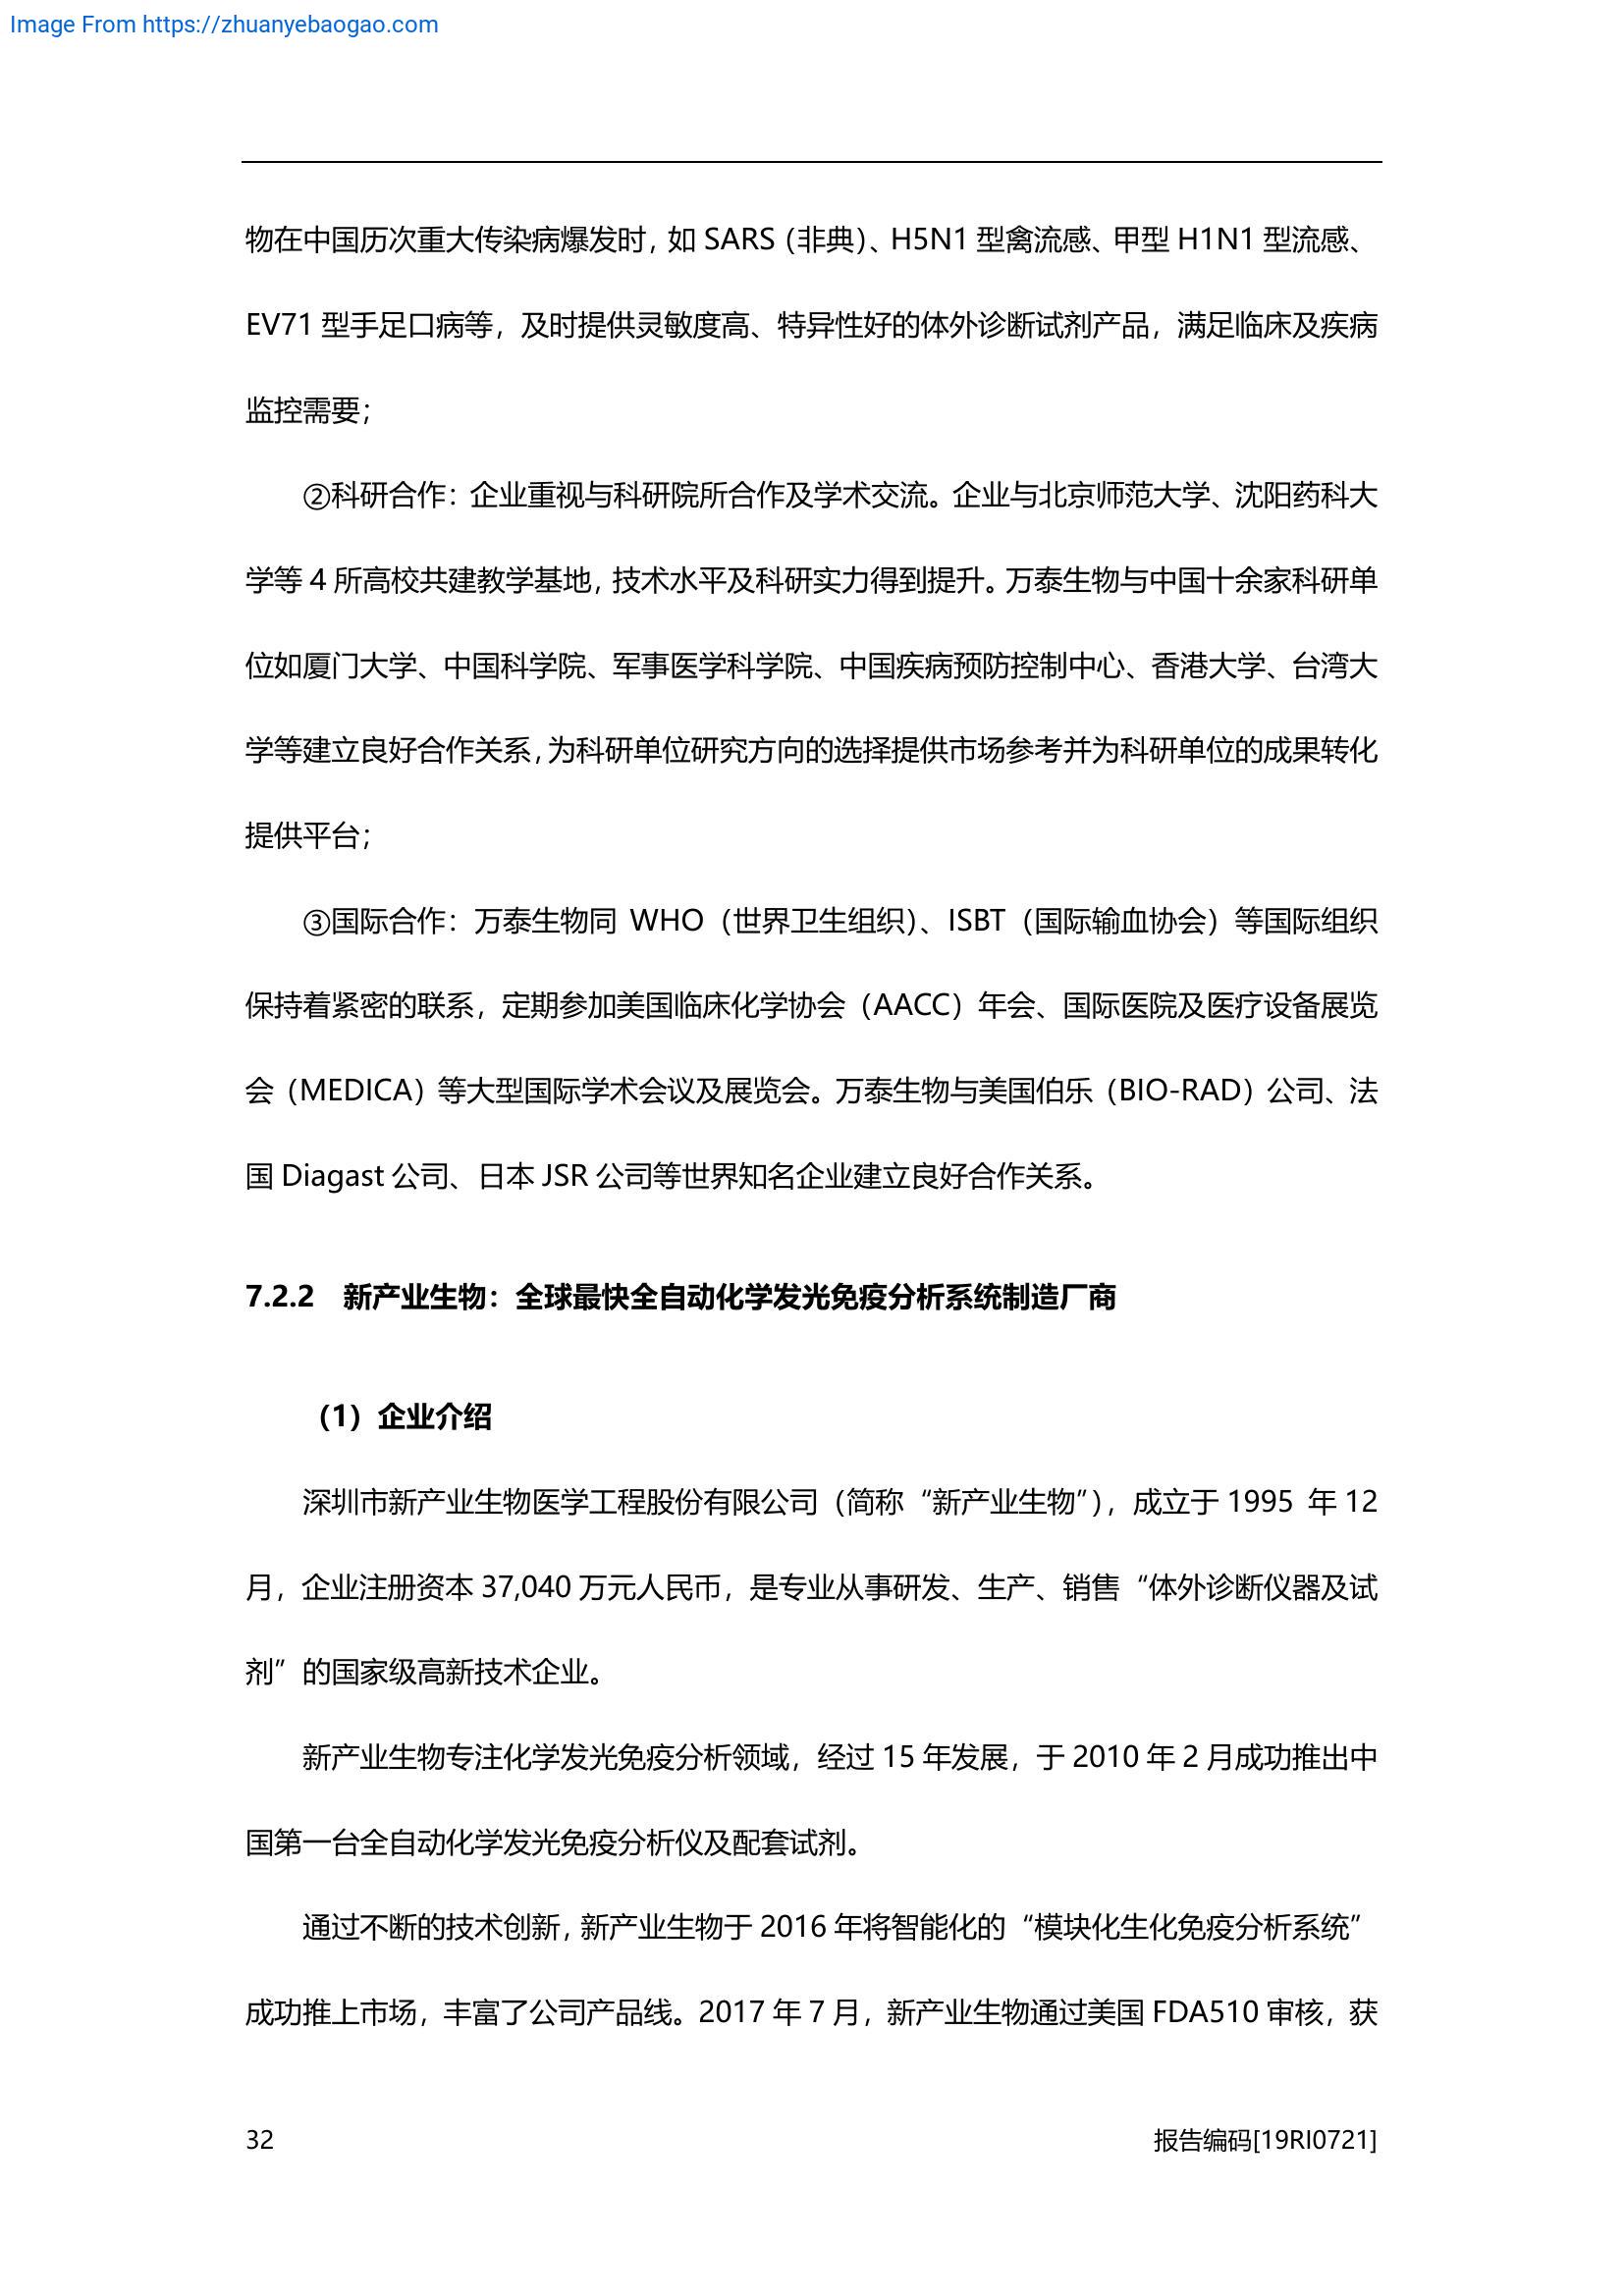 Image From https://zhuanyebaogao.com
物在中国历次重大传染病爆发时，如 SARS（非典）、H5N1 型禽流感、甲型 H1N1 型流感、
EV71 型手足口病等，及时提供灵敏度高、特异性好的体外诊断试剂产品，满足临床及疾病
监控需要；
②科研合作：企业重视与科研院所合作及学术交流。企业与北京师范大学、沈阳药科大
学等 4 所高校共建教学基地，技术水平及科研实力得到提升。万泰生物与中国十余家科研单
位如厦门大学、中国科学院、军事医学科学院、中国疾病预防控制中心、香港大学、台湾大
学等建立良好合作关系，为科研单位研究方向的选择提供市场参考并为科研单位的成果转化
提供平台；
③国际合作：万泰生物同 WHO（世界卫生组织）、ISBT（国际输血协会）等国际组织
保持着紧密的联系，定期参加美国临床化学协会（AACC）年会、国际医院及医疗设备展览
会（MEDICA）等大型国际学术会议及展览会。万泰生物与美国伯乐（BIO-RAD）公司、法
国 Diagast 公司、日本 JSR 公司等世界知名企业建立良好合作关系。
7.2.2 新产业生物：全球最快全自动化学发光免疫分析系统制造厂商
（1）企业介绍
深圳市新产业生物医学工程股份有限公司（简称“新产业生物”），成立于 1995 年 12
月，企业注册资本 37,040 万元人民币，是专业从事研发、生产、销售“体外诊断仪器及试
剂”的国家级高新技术企业。
新产业生物专注化学发光免疫分析领域，经过 15 年发展，于 2010 年 2 月成功推出中
国第一台全自动化学发光免疫分析仪及配套试剂。
通过不断的技术创新，新产业生物于 2016 年将智能化的“模块化生化免疫分析系统”
成功推上市场，丰富了公司产品线。2017 年 7 月，新产业生物通过美国 FDA510 审核，获
32 报告编码[19RI0721]